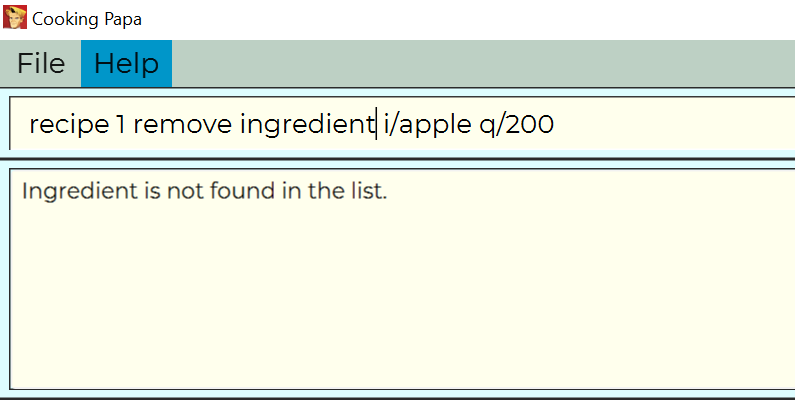 Cooking Papa
File Help
recipe 1 remove ingredient i/apple q/200
Ingredient is not found in the list.